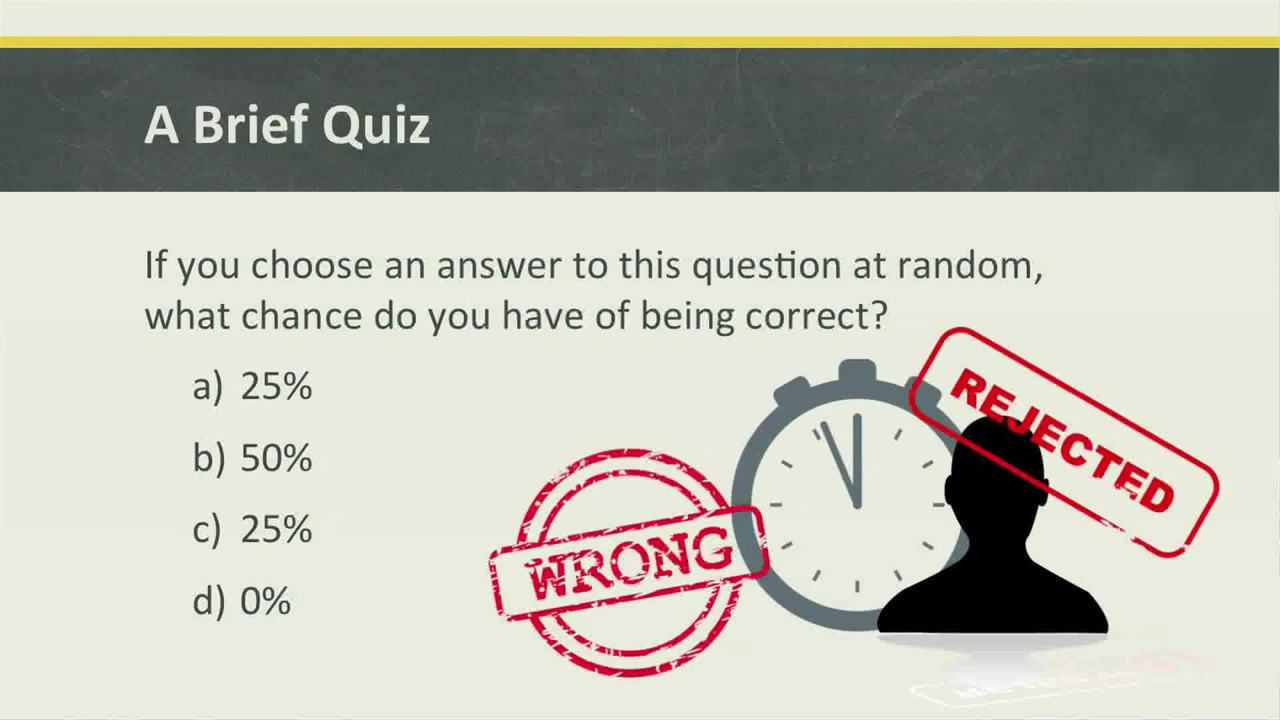 A Brief Quiz
If you choose an answer to this question at random,
what chance do you have of being correct?
a) 25%
b) 50%
c) 25%
d) 0%
REJECTED
WRONG